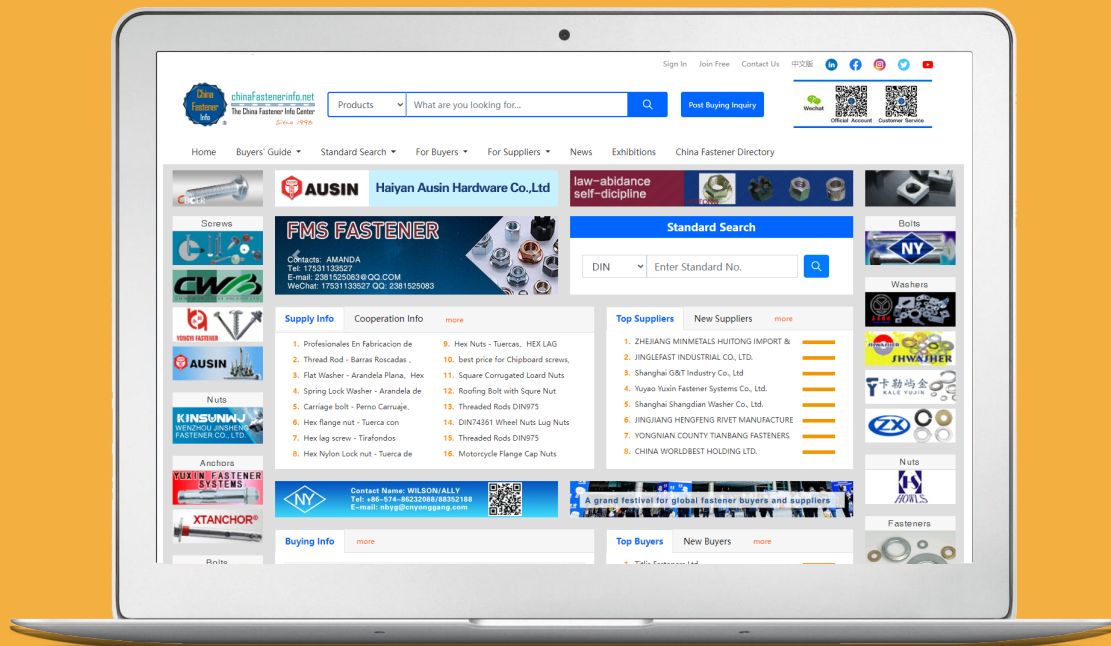 Sign In Join Free Contact Us 中文版
China
Fastener
Info
chinaFastenerinfo.net
The China Fastener Info Center
Since 1998
Products
What are you looking for...
Post Buying Inquiry
Wechat
Official Account Customer Service
Home Buyers' Guide Standard Search For Buyers For Suppliers News Exhibitions China Fastener Directory
AUSIN
Haiyan Ausin Hardware Co.,Ltd
law-abidance
self-dicipline
Screws
CWB
YONGYI FASTENER
AUSIN
Nuts
KINSUNWJ
WENZHOU JINSHENG
FASTENER CO., LTD.
Anchors
YUXIN FASTENER
SYSTEMS
XTANCHOR®
Bolts
FMS FASTENER
Contacts: AMANDA
Tel: 17531133527
E-mail: 2381525083@QQ.COM
WeChat: 17531133527 QQ: 2381525083
Standard Search
DIN
Enter Standard No.
Supply Info Cooperation Info more
1. Profesionales En Fabricacion de
2. Thread Rod - Barras Roscadas ,
3. Flat Washer - Arandela Plana, Hex
4. Spring Lock Washer - Arandela de
5. Carriage bolt - Perno Carruaje,
6. Hex flange nut - Tuerca con
7. Hex lag screw - Tirafondos
8. Hex Nylon Lock nut - Tuerca de
9. Hex Nuts - Tuercas, HEX LAG
10. best price for Chipboard screws,
11. Square Corrugated Loard Nuts
12. Roofing Bolt with Squre Nut
13. Threaded Rods DIN975
14. DIN74361 Wheel Nuts Lug Nuts
15. Threaded Rods DIN975
16. Motorcycle Flange Cap Nuts
Top Suppliers New Suppliers more
1. ZHEJIANG MINMETALS HUITONG IMPORT &
2. JINGLEFAST INDUSTRIAL CO., LTD.
3. Shanghai G&T Industry Co., Ltd
4. Yuyao Yuxin Fastener Systems Co., Ltd.
5. Shanghai Shangdian Washer Co., Ltd.
6. JINGJIANG HENGFENG RIVET MANUFACTURE
7. YONGNIAN COUNTY TIANBANG FASTENERS
8. CHINA WORLDBEST HOLDING LTD.
NY
Contact Name: WILSON/ALLY
Tel: +86-574-86232088/88352188
E-mail: nbyg@cnyonggang.com
A grand festival for global fastener buyers and suppliers
Buying Info more
Top Buyers New Buyers more
Bolts
NY
Washers
SHWASHER
卡勒屿金
KALE YUJIN
ZX
Nuts
HOWLS
Fasteners